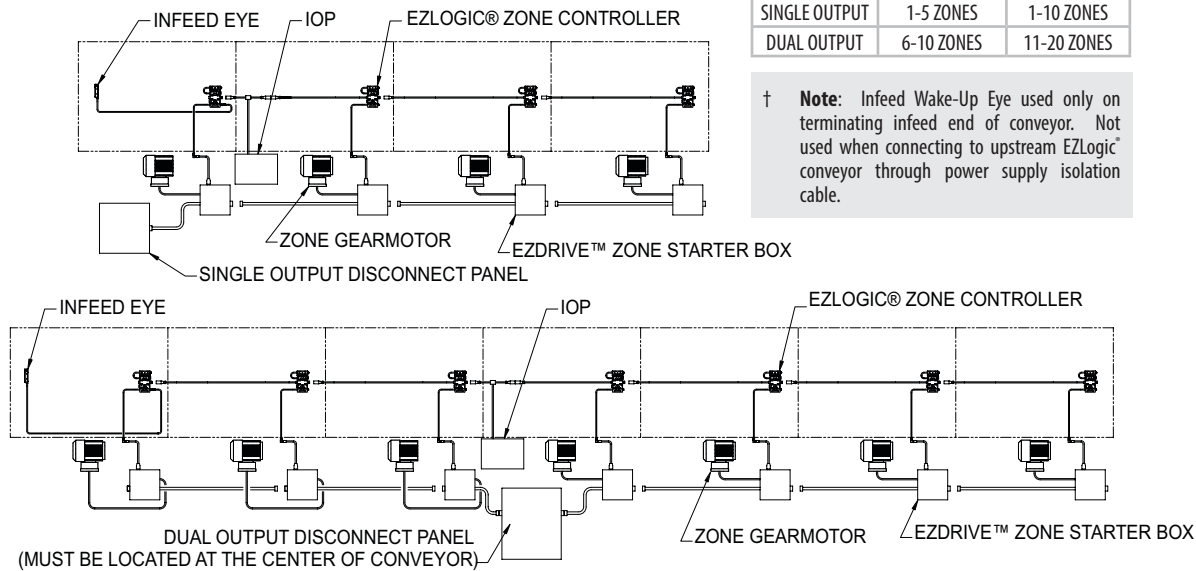 INFEED EYE
IOP
EZLOGIC® ZONE CONTROLLER
ZONE GEARMOTOR
EZDRIVE™ ZONE STARTER BOX
SINGLE OUTPUT DISCONNECT PANEL
SINGLE OUTPUT 1-5 ZONES 1-10 ZONES
DUAL OUTPUT 6-10 ZONES 11-20 ZONES
† Note: Infeed Wake-Up Eye used only on
terminating infeed end of conveyor. Not
used when connecting to upstream EZLogic®
conveyor through power supply isolation
cable.
INFEED EYE
IOP
EZLOGIC® ZONE CONTROLLER
DUAL OUTPUT DISCONNECT PANEL
(MUST BE LOCATED AT THE CENTER OF CONVEYOR)
ZONE GEARMOTOR
EZDRIVE™ ZONE STARTER BOX